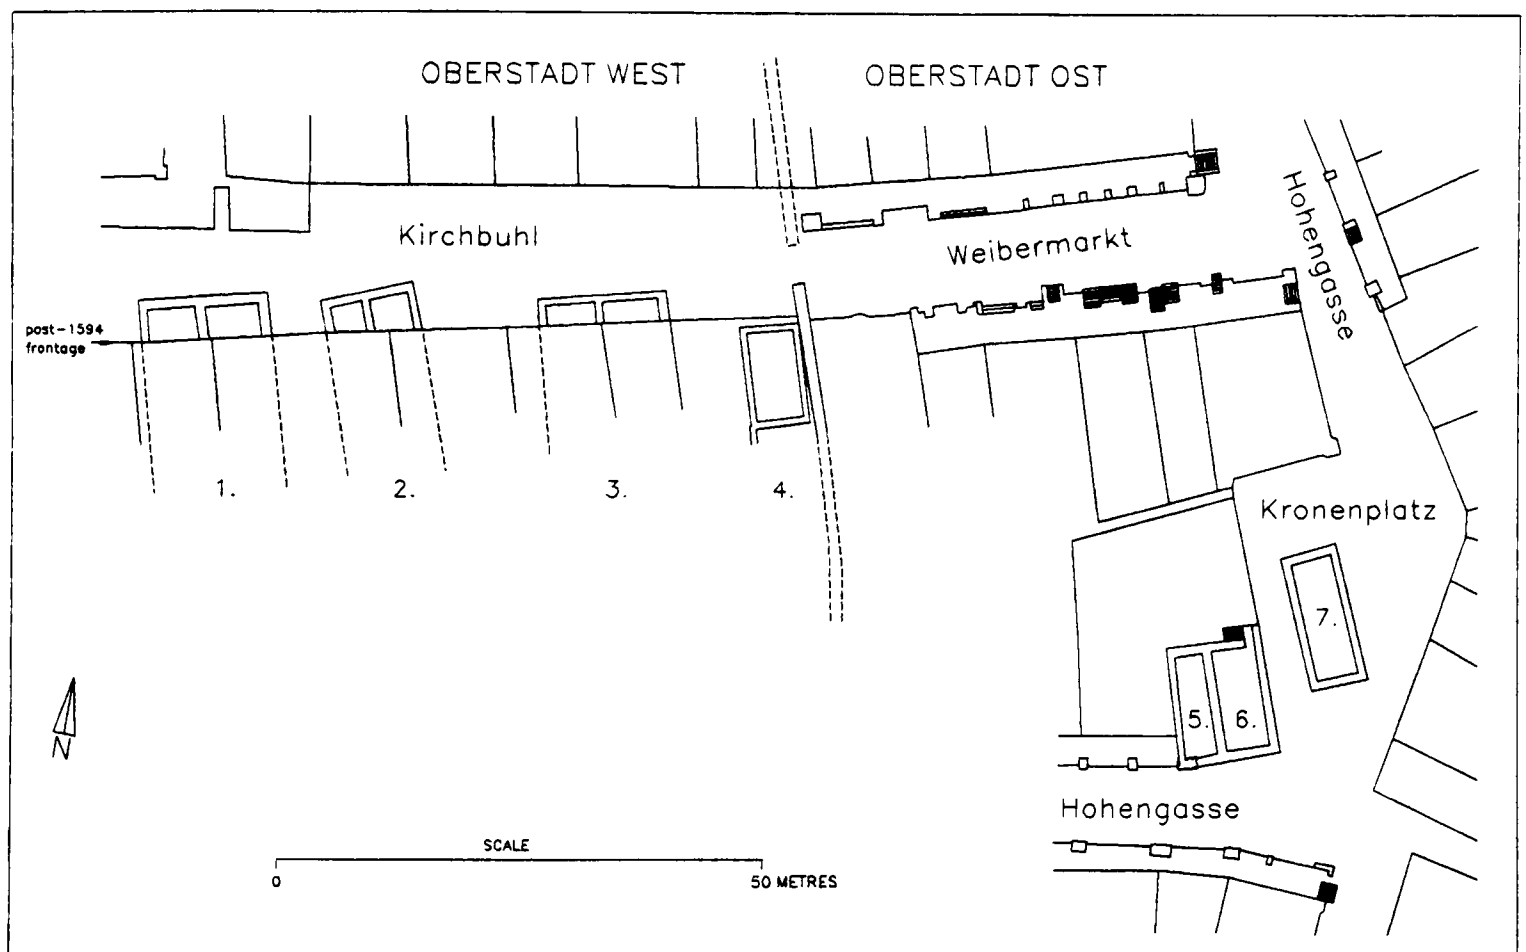 OBERSTADT WEST
OBERSTADT OST
Hohengasse
Kirchbuhl
Weibermarkt
post-1594
frontage
1.
2.
3.
4.
Kronenplatz
7.
5.
6.
N
Hohengasse
SCALE
0
50 METRES